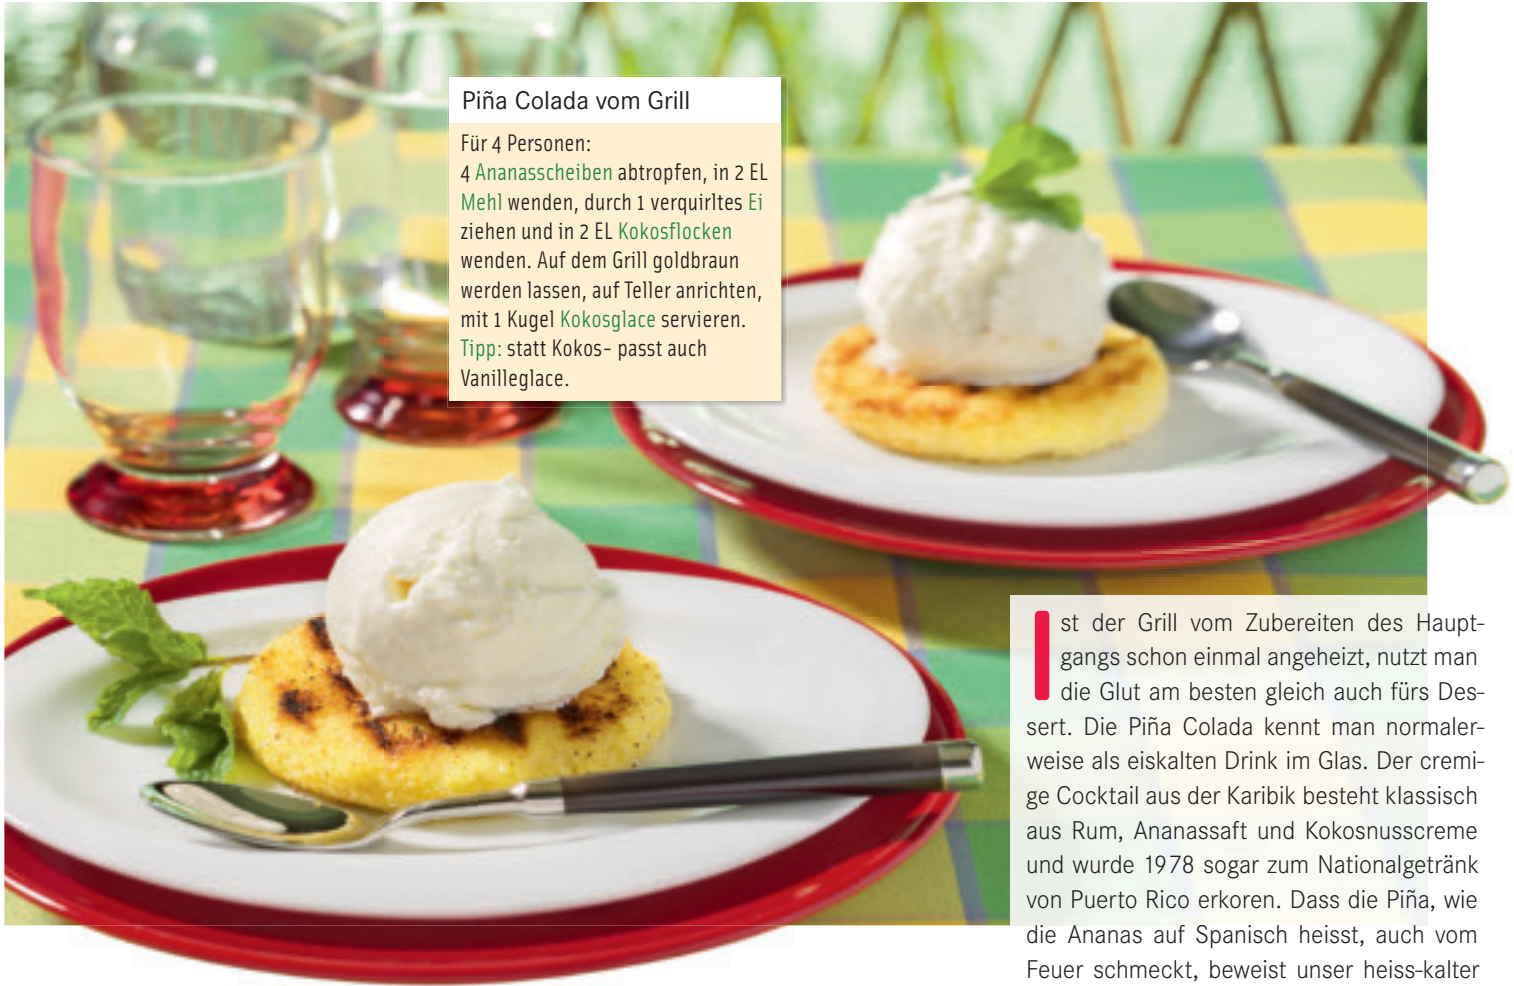 Piña Colada vom Grill
Für 4 Personen:
4 Ananasscheiben abtropfen, in 2 EL
Mehl wenden, durch 1 verquirltes Ei
ziehen und in 2 EL Kokosflocken
wenden. Auf dem Grill goldbraun
werden lassen, auf Teller anrichten,
mit 1 Kugel Kokosglace servieren.
Tipp: statt Kokos- passt auch
Vanilleglace.
Ist der Grill vom Zubereiten des Haupt-
gangs schon einmal angeheizt, nutzt man
die Glut am besten gleich auch fürs Des-
sert. Die Piña Colada kennt man normaler-
weise als eiskalten Drink im Glas. Der cremi-
ge Cocktail aus der Karibik besteht klassisch
aus Rum, Ananassaft und Kokosnusscreme
und wurde 1978 sogar zum Nationalgetränk
von Puerto Rico erkoren. Dass die Piña, wie
die Ananas auf Spanisch heisst, auch vom
Feuer schmeckt, beweist unser heiss-kalter